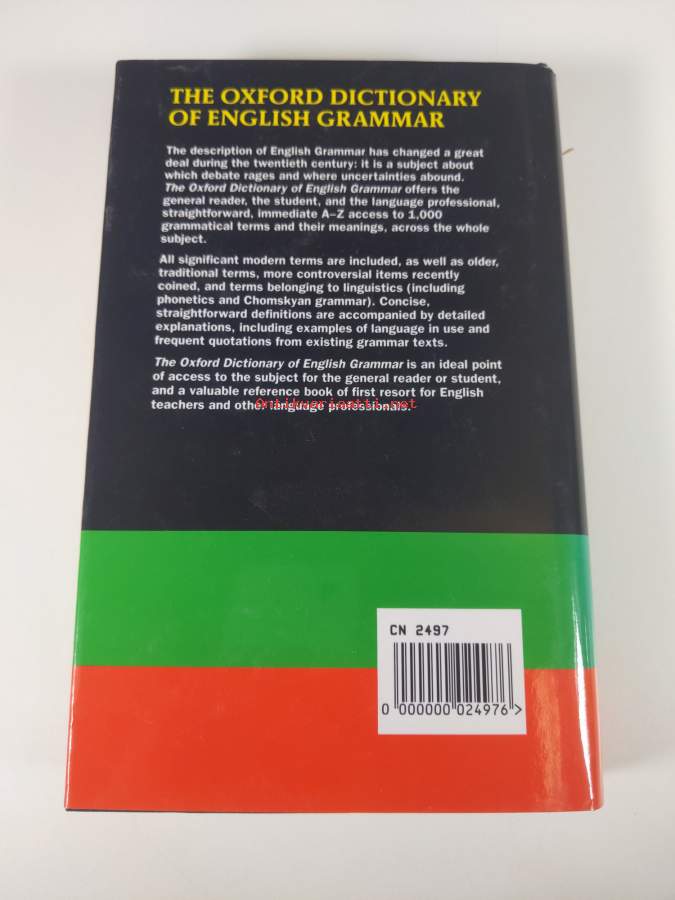 THE OXFORD DICTIONARY
OF ENGLISH GRAMMAR
The description of English Grammar has changed a great
deal during the twentieth century: it is a subject about
which debate rages and where uncertainties abound.
The Oxford Dictionary of English Grammar offers the
general reader, the student, and the language professional,
straightforward, immediate A–Z access to 1,000
grammatical terms and their meanings, across the whole
subject.
All significant modern terms are included, as well as older,
traditional terms, more controversial items recently
coined, and terms belonging to linguistics (including
phonetics and Chomskyan grammar). Concise,
straightforward definitions are accompanied by detailed
explanations, including examples of language in use and
frequent quotations from existing grammar texts.
The Oxford Dictionary of English Grammar is an ideal point
of access to the subject for the general reader or student,
and a valuable reference book of first resort for English
teachers and other language professionals.
Antikvariaatti.net
CN 2497
0 000000 024976 >